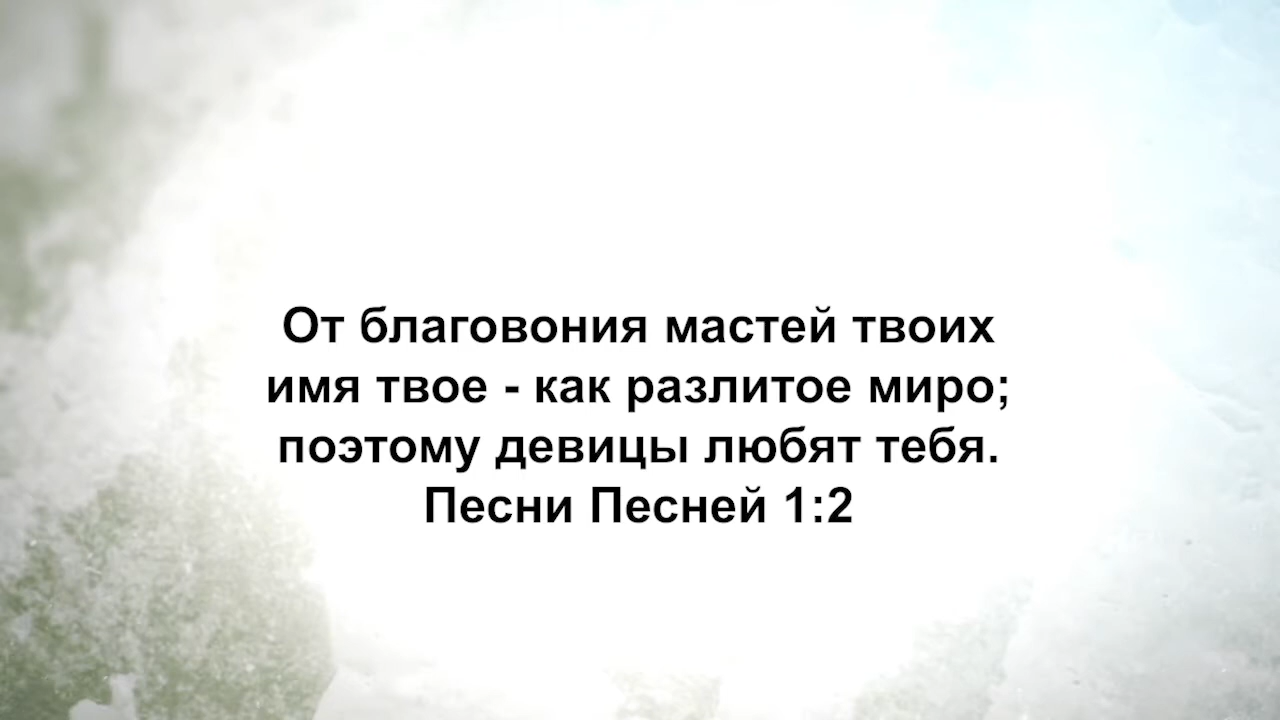 От благовония мастей твоих
имя твое - как разлитое миро;
поэтому девицы любят тебя.
Песни Песней 1:2